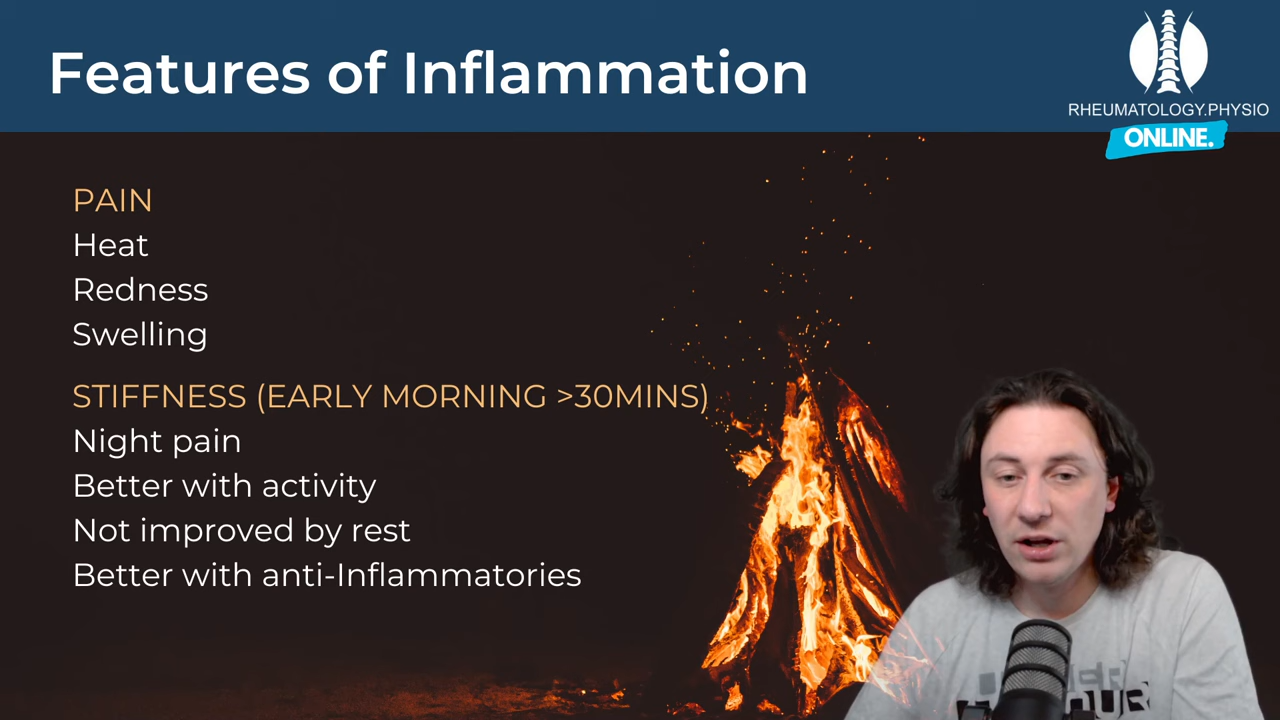 Features of Inflammation
RHEUMATOLOGY.PHYSIO
ONLINE.
PAIN
Heat
Redness
Swelling
STIFFNESS (EARLY MORNING >30MINS)
Night pain
Better with activity
Not improved by rest
Better with anti-Inflammatories